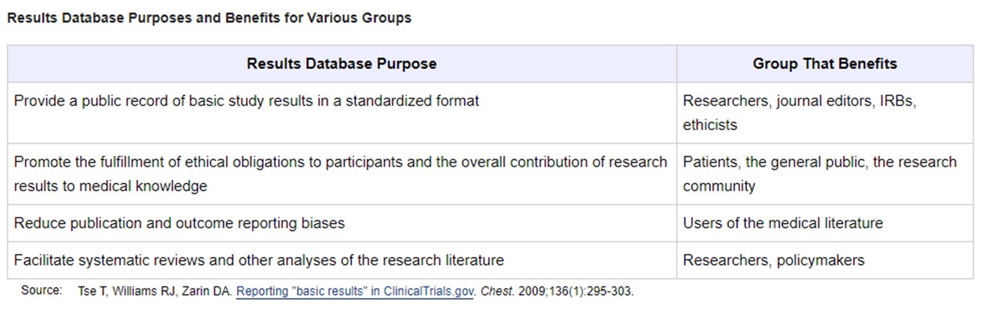 Results Database Purposes and Benefits for Various Groups
Results Database Purpose
Group That Benefits
Provide a public record of basic study results in a standardized format
Researchers, journal editors, IRBs,
ethicists
Promote the fulfillment of ethical obligations to participants and the overall contribution of research
results to medical knowledge
Patients, the general public, the research
community
Reduce publication and outcome reporting biases
Users of the medical literature
Facilitate systematic reviews and other analyses of the research literature
Researchers, policymakers
Source: Tse T, Williams RJ, Zarin DA. Reporting "basic results" in ClinicalTrials.gov. Chest. 2009;136(1):295-303.